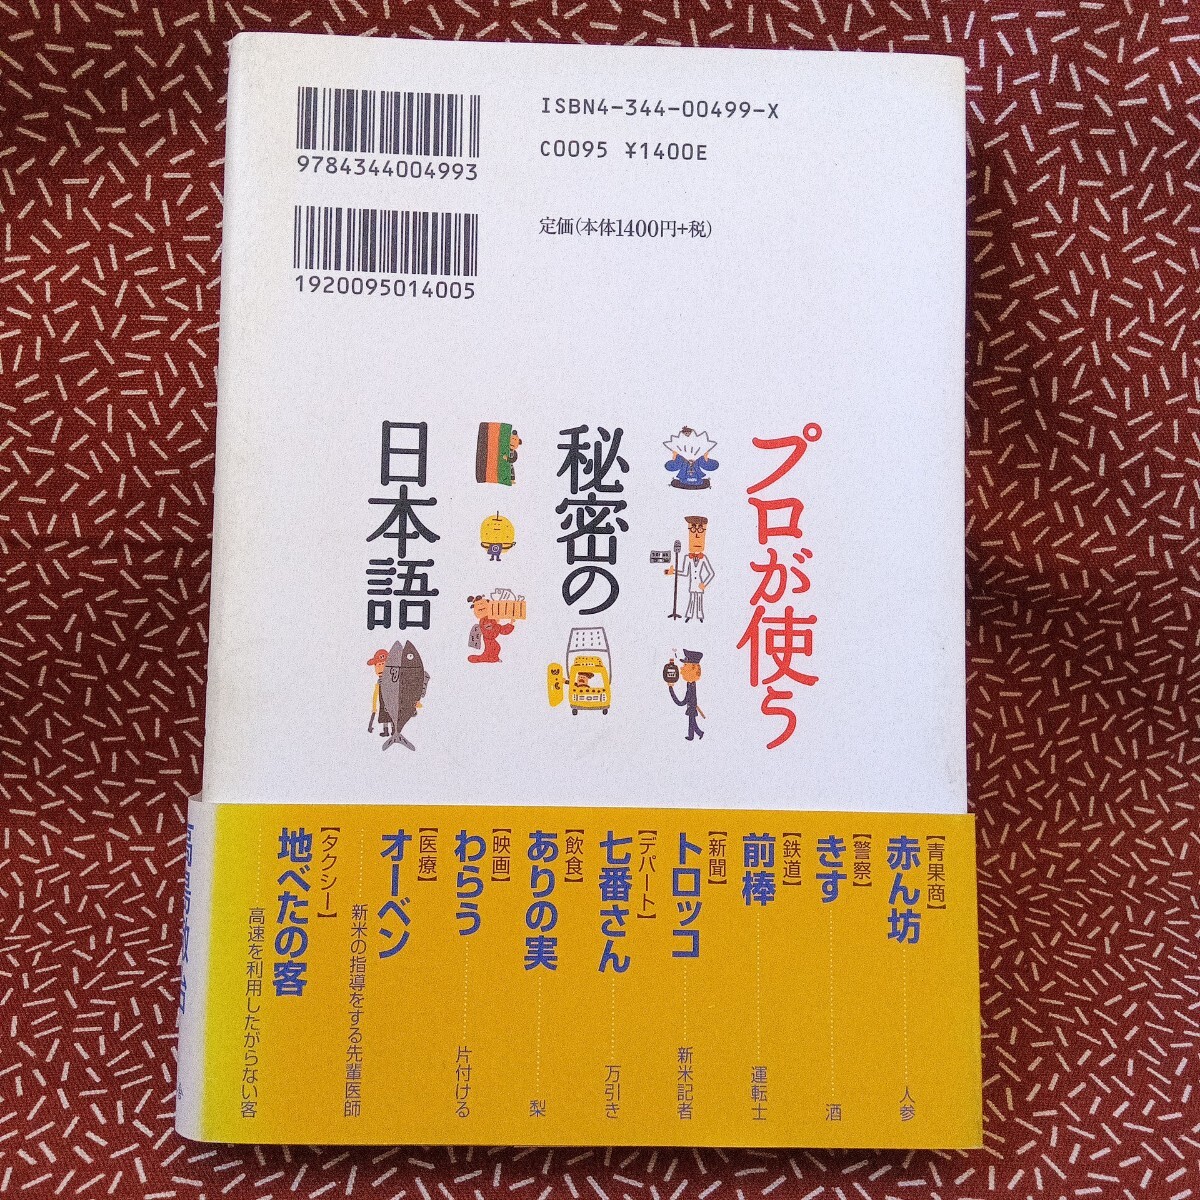 ISBN4-344-00499-X
C0095 ¥1400E
9784344004993
定価(本体1400円+税)
1920095014005
プロが使う
秘密の
日本語
【青果商】
赤ん坊 人参
【警察】
きす 酒
【鉄道】
前棒 運転士
【新聞】
トロッコ 新米記者
【デパート】
七番さん 万引き
【飲食】
ありの実 梨
【映画】
わらう 片付ける
【医療】
オーベン 新米の指導をする先輩医師
【タクシー】
地べたの客 高速を利用したがらない客